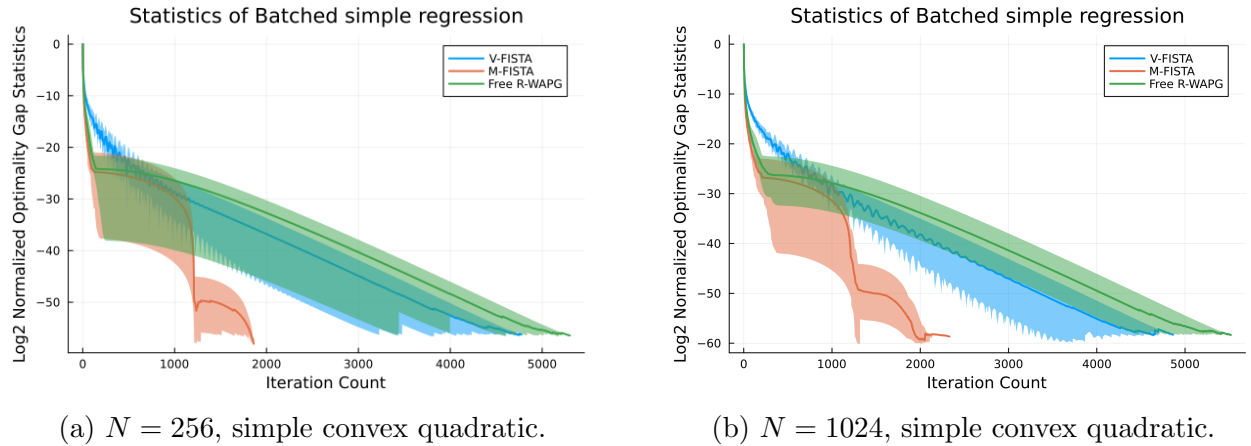 Statistics of Batched simple regression
Log2 Normalized Optimality Gap Statistics
0
−10
−20
−30
−40
−50
V-FISTA
M-FISTA
Free R-WAPG
0
1000
2000
3000
4000
5000
Iteration Count
(a) N = 256, simple convex quadratic.
Statistics of Batched simple regression
Log2 Normalized Optimality Gap Statistics
0
−10
−20
−30
−40
−50
−60
V-FISTA
M-FISTA
Free R-WAPG
0
1000
2000
3000
4000
5000
Iteration Count
(b) N = 1024, simple convex quadratic.